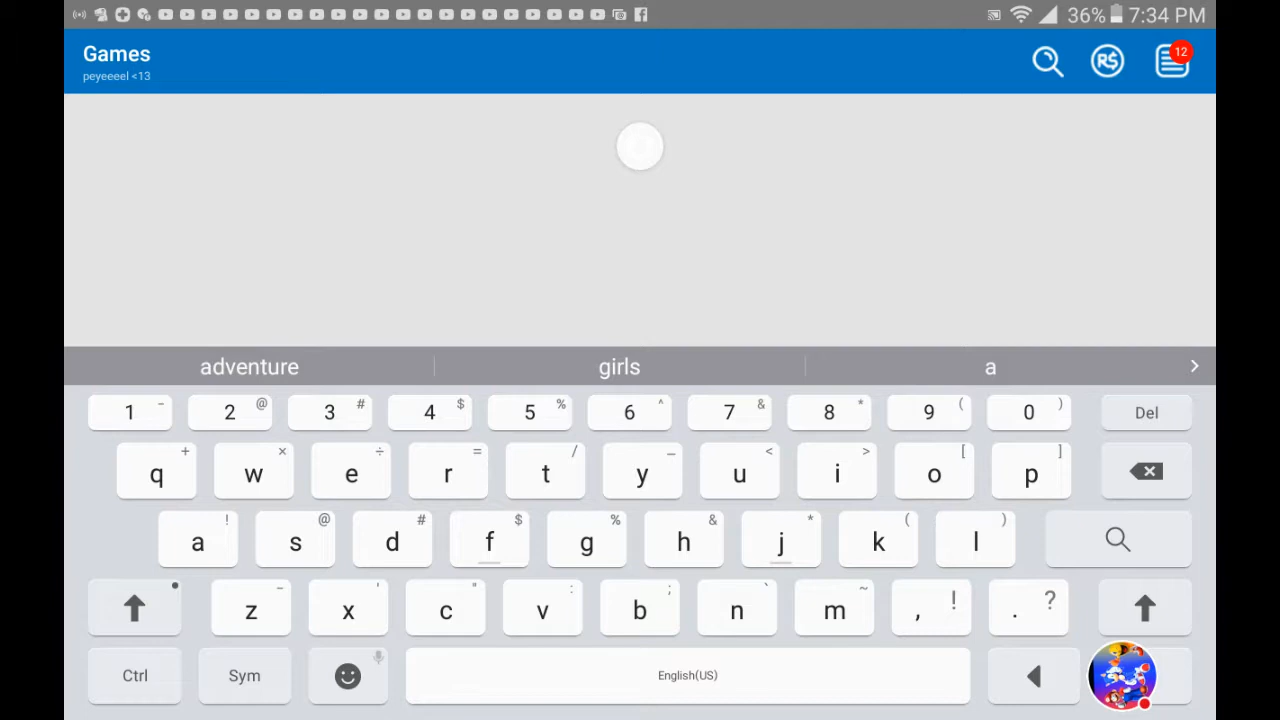 36% 7:34 PM
Games
peyeeeel <13
R$ 12
adventure girls a
1 - 2 @ 3 # 4 $ 5 % 6 ^ 7 & 8 * 9 ( 0 ) Del
q + w × e ÷ r = t / y _ u < i > o [ p ]
a ! s @ d # f $ g % h & j * k ( l )
z - x ' c " v : b ; n ` m ~ , ! . ?
Ctrl Sym English(US)